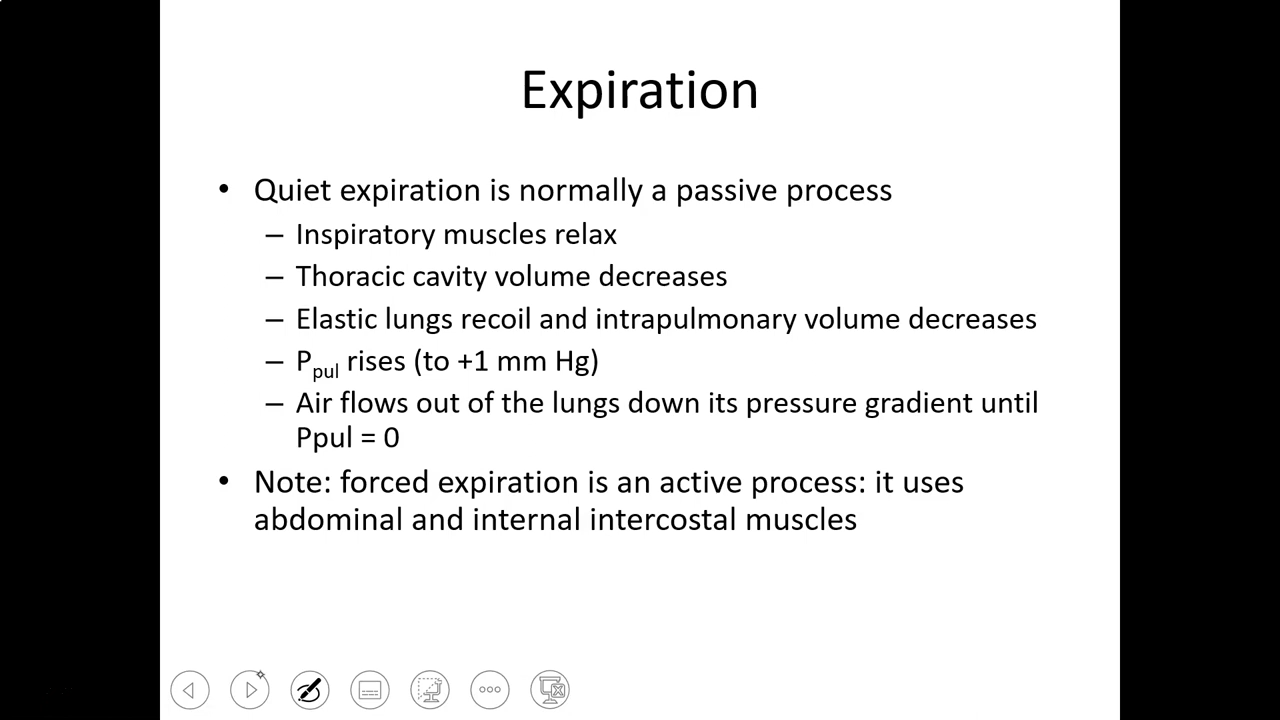 Expiration
• Quiet expiration is normally a passive process
– Inspiratory muscles relax
– Thoracic cavity volume decreases
– Elastic lungs recoil and intrapulmonary volume decreases
– Ppul rises (to +1 mm Hg)
– Air flows out of the lungs down its pressure gradient until
Ppul = 0
• Note: forced expiration is an active process: it uses
abdominal and internal intercostal muscles